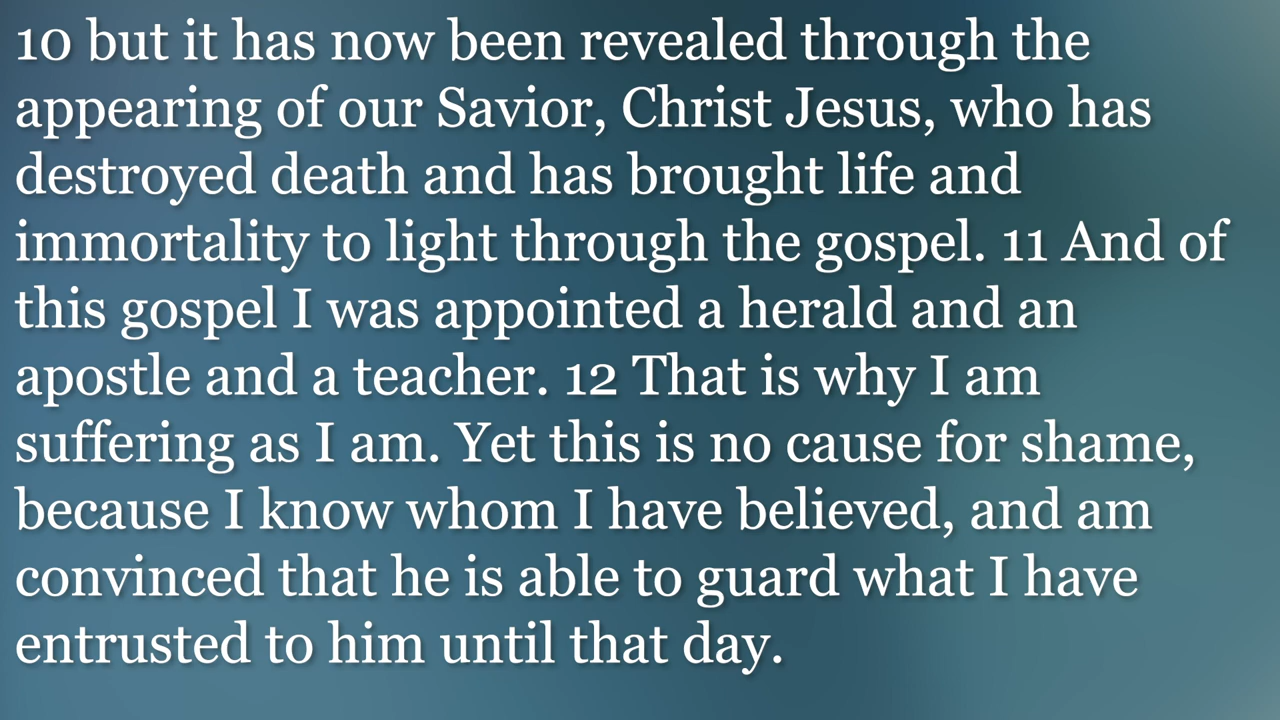 10 but it has now been revealed through the
appearing of our Savior, Christ Jesus, who has
destroyed death and has brought life and
immortality to light through the gospel. 11 And of
this gospel I was appointed a herald and an
apostle and a teacher. 12 That is why I am
suffering as I am. Yet this is no cause for shame,
because I know whom I have believed, and am
convinced that he is able to guard what I have
entrusted to him until that day.